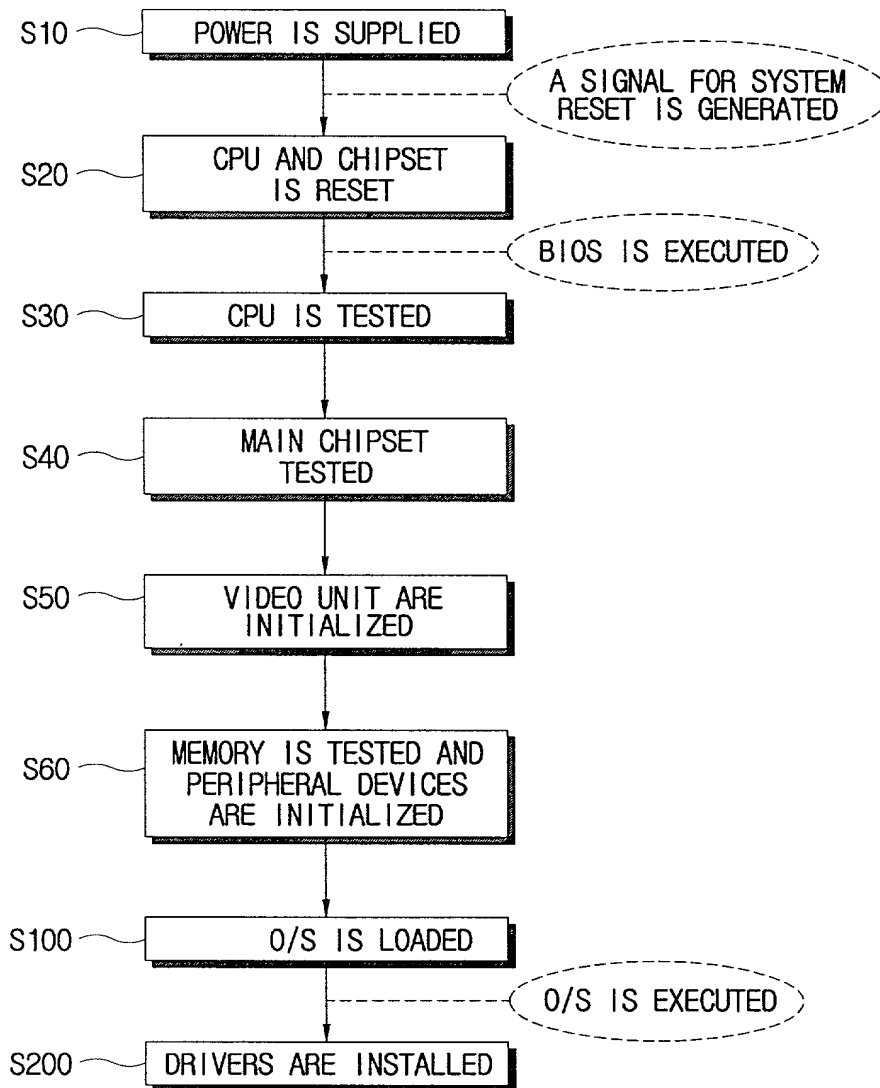 S10
POWER IS SUPPLIED
A SIGNAL FOR SYSTEM
RESET IS GENERATED
S20
CPU AND CHIPSET
IS RESET
BIOS IS EXECUTED
S30
CPU IS TESTED
S40
MAIN CHIPSET
TESTED
S50
VIDEO UNIT ARE
INITIALIZED
S60
MEMORY IS TESTED AND
PERIPHERAL DEVICES
ARE INITIALIZED
S100
O/S IS LOADED
O/S IS EXECUTED
S200
DRIVERS ARE INSTALLED